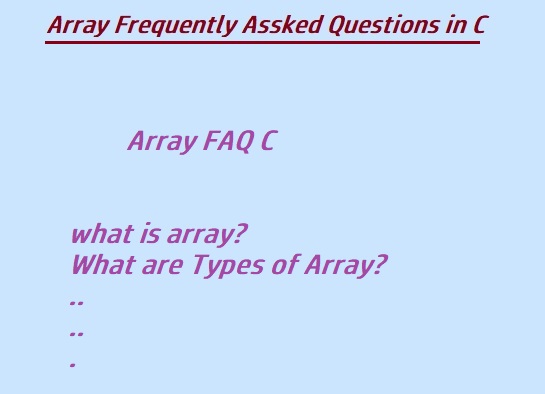 Array Frequently Assked Questions in C
Array FAQ C
what is array?
What are Types of Array?
..
..
.